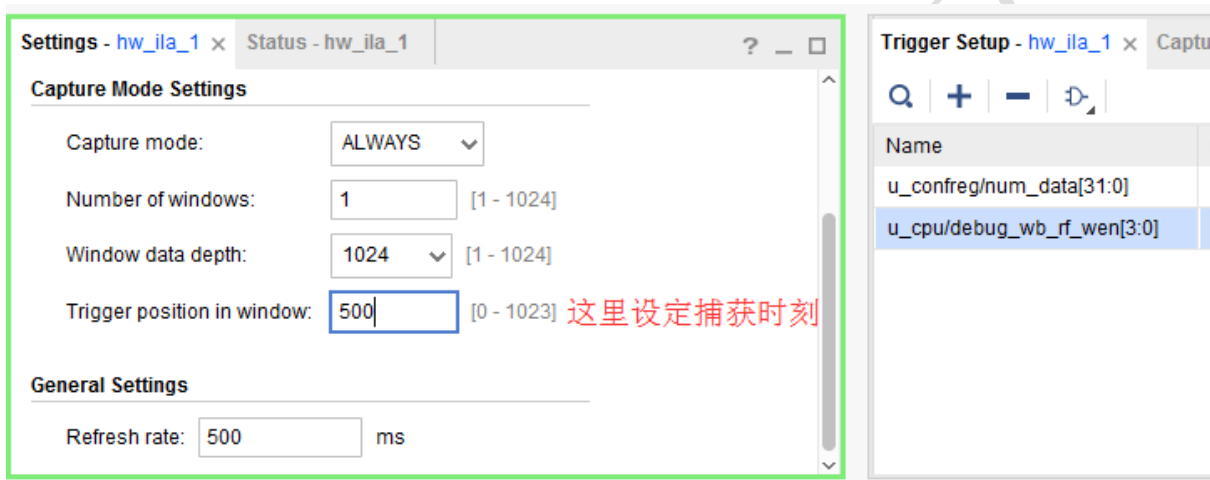 Settings - hw_ila_1 × Status - hw_ila_1 ? _ □
Capture Mode Settings
Capture mode: ALWAYS
Number of windows: 1 [1 - 1024]
Window data depth: 1024 [1 - 1024]
Trigger position in window: 500 [0 - 1023] 这里设定捕获时刻
General Settings
Refresh rate: 500 ms
Trigger Setup - hw_ila_1 × Captu
Name
u_confreg/num_data[31:0]
u_cpu/debug_wb_rf_wen[3:0]